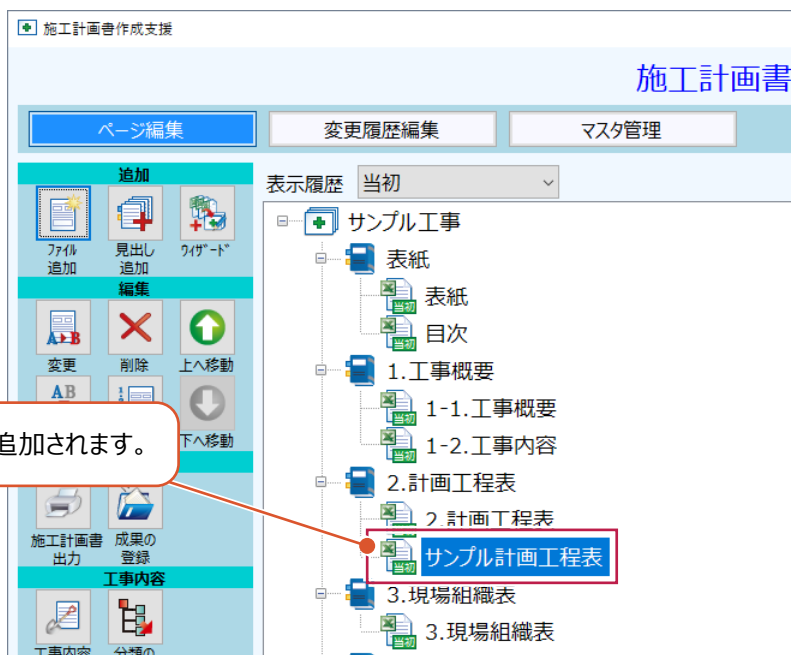 施工計画書作成支援
施工計画書
ページ編集
変更履歴編集
マスタ管理
追加
ファイル
追加
見出し
追加
ウィザード
編集
変更
削除
上へ移動
下へ移動
追加されます。
施工計画書
出力
成果の
登録
工事内容
工事内容
分類の
表示履歴 当初
サンプル工事
表紙
当初 表紙
当初 目次
1.工事概要
当初 1-1.工事概要
当初 1-2.工事内容
2.計画工程表
2.計画工程表
当初 サンプル計画工程表
3.現場組織表
当初 3.現場組織表